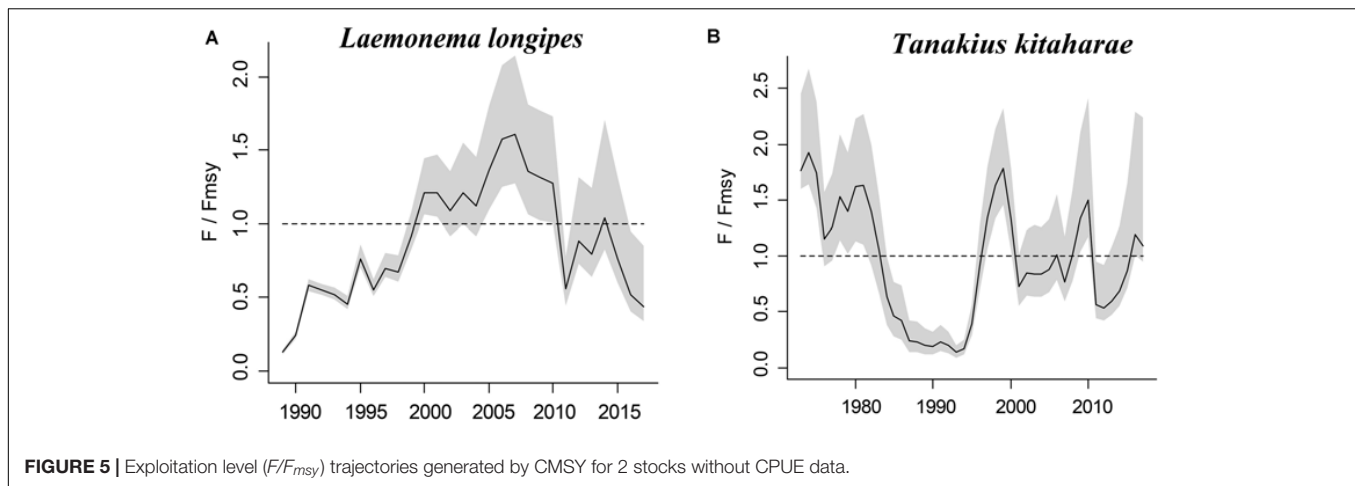 A
Laemonema longipes
F / Fmsy
2.0
1.5
1.0
0.5
0.0
1990 1995 2000 2005 2010 2015
B
Tanakius kitaharae
F / Fmsy
2.5
2.0
1.5
1.0
0.5
0.0
1980 1990 2000 2010
FIGURE 5 | Exploitation level (F/Fmsy) trajectories generated by CMSY for 2 stocks without CPUE data.